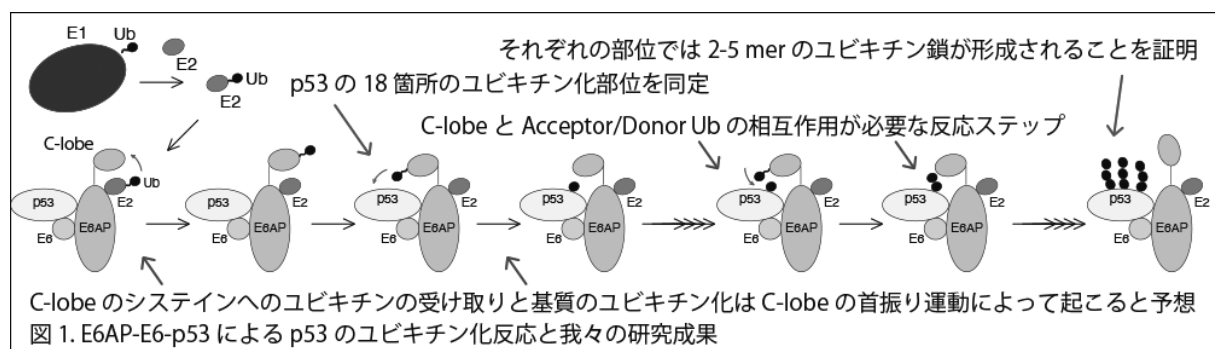 E1
Ub
E2
Ub
E2
それぞれの部位では 2-5 mer のユビキチン鎖が形成されることを証明
p53 の 18 箇所のユビキチン化部位を同定
C-lobe と Acceptor/Donor Ub の相互作用が必要な反応ステップ
C-lobe
Ub
p53
E2
E6
E6AP
p53
E2
E6
E6AP
p53
E2
E6
E6AP
p53
E2
E6
E6AP
p53
E2
E6
E6AP
p53
E2
E6
E6AP
p53
E2
E6
E6AP
C-lobe のシステインへのユビキチンの受け取りと基質のユビキチン化は C-lobe の首振り運動によって起こると予想
図 1. E6AP-E6-p53 による p53 のユビキチン化反応と我々の研究成果